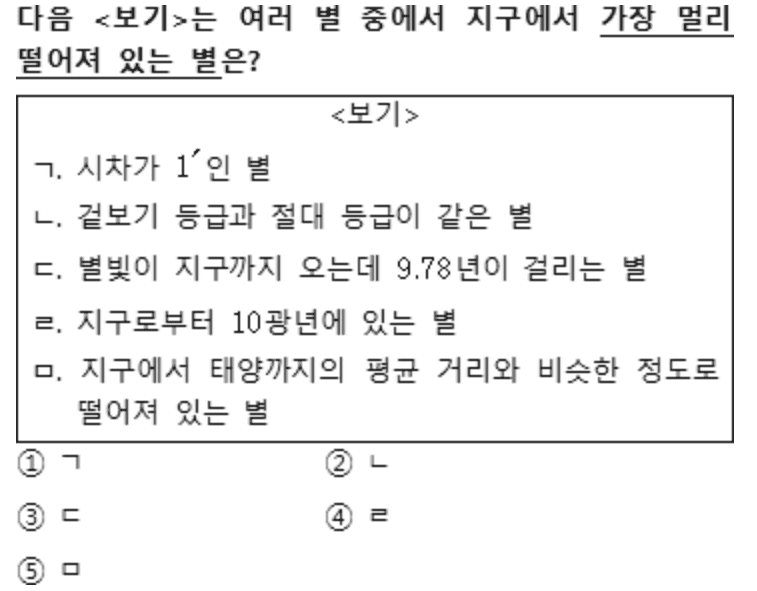 다음 <보기>는 여러 별 중에서 지구에서 가장 멀리
떨어져 있는 별은?
<보기>
ㄱ. 시차가 1´인 별
ㄴ. 겉보기 등급과 절대 등급이 같은 별
ㄷ. 별빛이 지구까지 오는데 9.78년이 걸리는 별
ㄹ. 지구로부터 10광년에 있는 별
ㅁ. 지구에서 태양까지의 평균 거리와 비슷한 정도로
떨어져 있는 별
① ㄱ ② ㄴ
③ ㄷ ④ ㄹ
⑤ ㅁ